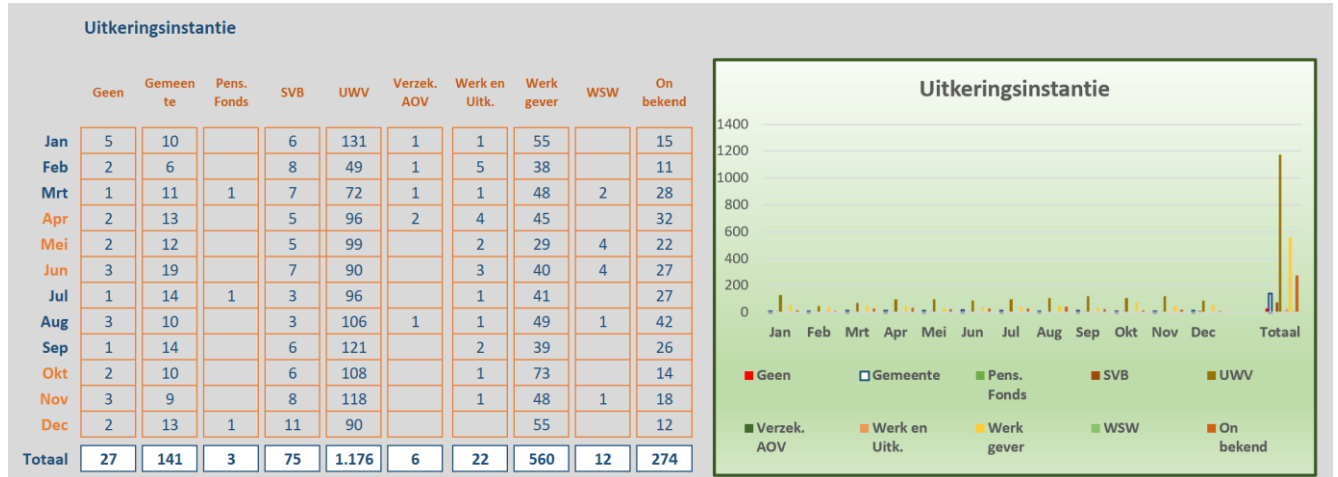 Uitkeringsinstantie
Geen Gemeen te Pens. Fonds SVB UWV Verzek. AOV Werk en Uitk. Werk gever WSW On bekend
Jan 5 10 6 131 1 1 55 15
Feb 2 6 8 49 1 5 38 11
Mrt 1 11 1 7 72 1 1 48 2 28
Apr 2 13 5 96 2 4 45 32
Mei 2 12 5 99 2 29 4 22
Jun 3 19 7 90 3 40 4 27
Jul 1 14 1 3 96 1 41 27
Aug 3 10 3 106 1 1 49 1 42
Sep 1 14 6 121 2 39 26
Okt 2 10 6 108 1 73 14
Nov 3 9 8 118 1 48 1 18
Dec 2 13 1 11 90 55 12
Totaal 27 141 3 75 1.176 6 22 560 12 274
Uitkeringsinstantie
1400
1200
1000
800
600
400
200
0
Jan Feb Mrt Apr Mei Jun Jul Aug Sep Okt Nov Dec Totaal
Geen Gemeente Pens. Fonds SVB UWV
Verzek. AOV Werk en Uitk. Werk gever WSW On bekend